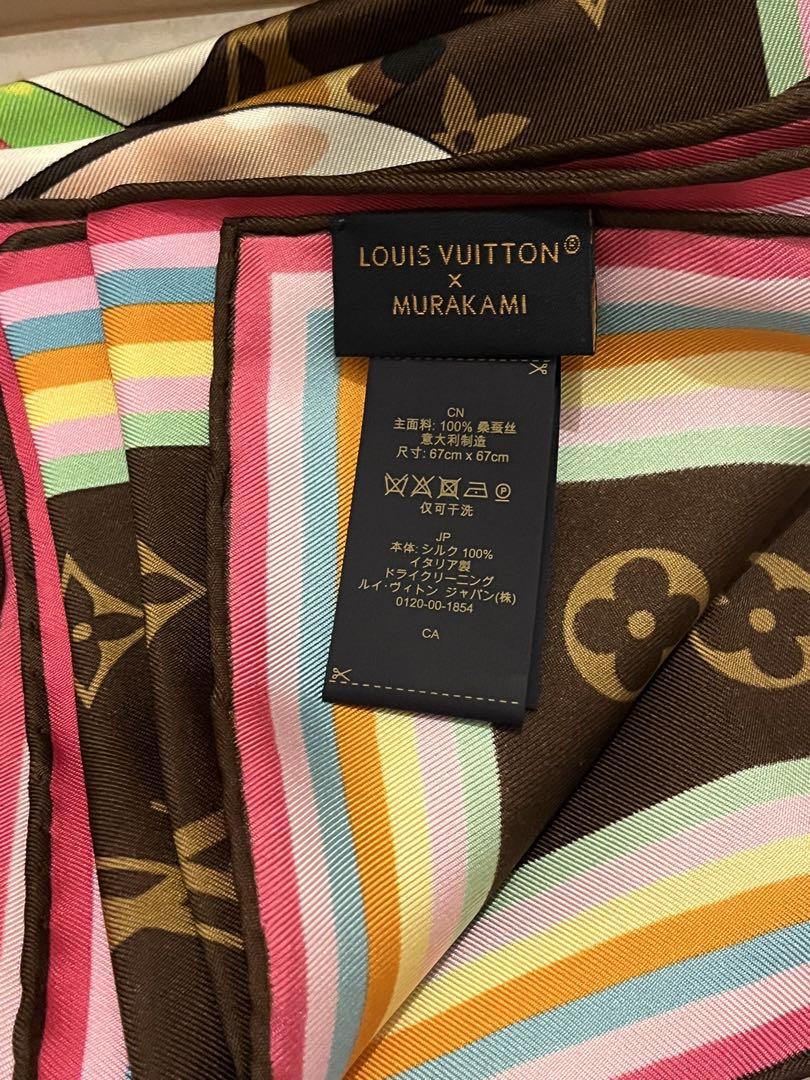 LOUIS VUITTON®
x
MURAKAMI
CN
主面料: 100% 桑蚕丝
意大利制造
尺寸: 67cm x 67cm
P
仅可干洗
JP
本体: シルク 100%
イタリア製
ドライクリーニング
ルイ・ヴィトン ジャパン(株)
0120-00-1854
CA